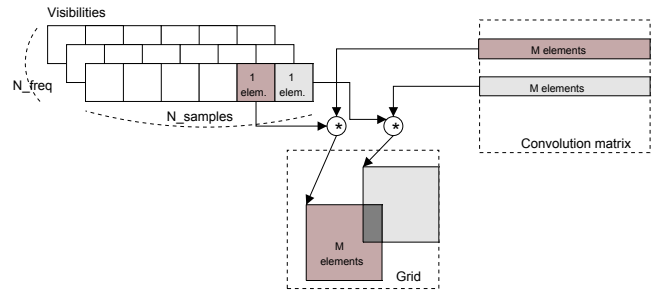 Visibilities
N_freq
1
elem.
1
elem.
N_samples
M elements
M elements
Convolution matrix
*
*
M
elements
Grid